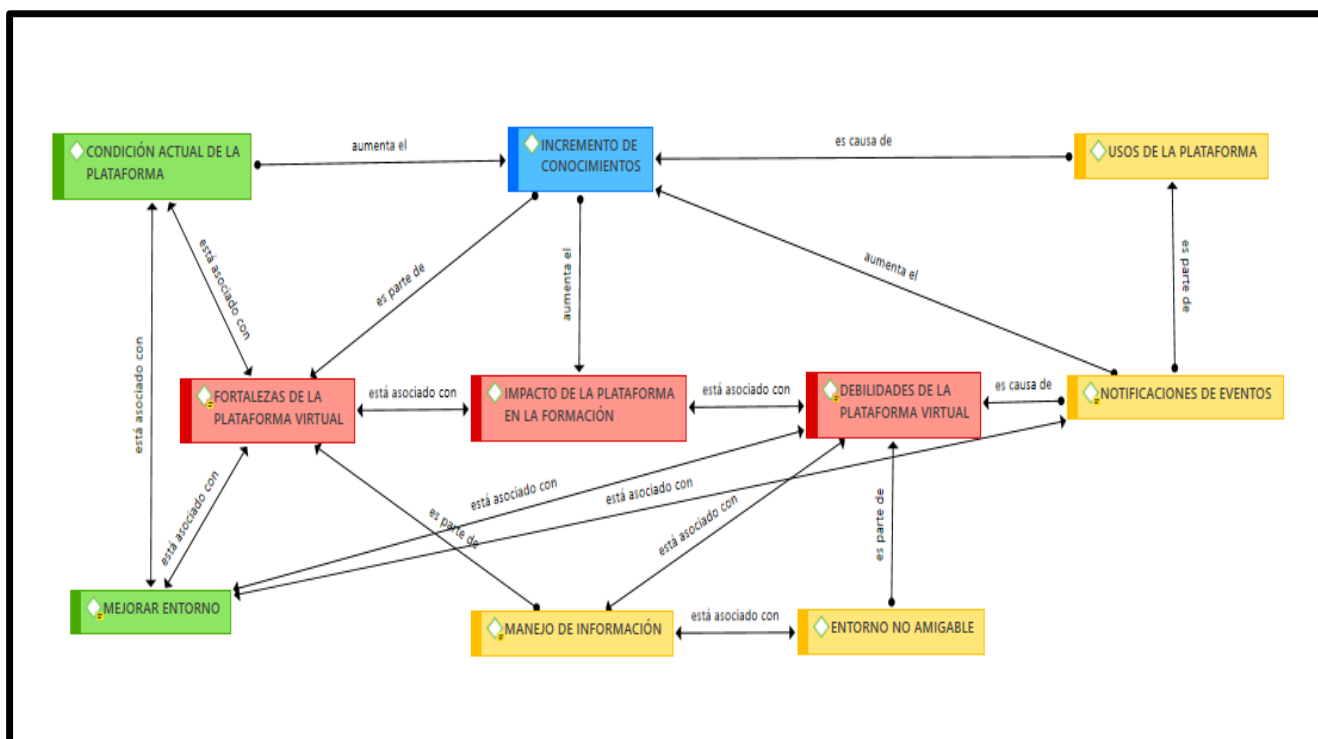 CONDICIÓN ACTUAL DE LA
PLATAFORMA
aumenta el
INCREMENTO DE
CONOCIMIENTOS
es causa de
USOS DE LA PLATAFORMA
está asociado con
es parte de
aumenta el
aumenta el
es parte de
está asociado con
FORTALEZAS DE LA
PLATAFORMA VIRTUAL
está asociado con
IMPACTO DE LA PLATAFORMA
EN LA FORMACIÓN
está asociado con
DEBILIDADES DE LA
PLATAFORMA VIRTUAL
es causa de
NOTIFICACIONES DE EVENTOS
está asociado con
es parte de
está asociado con
está asociado con
está asociado con
es parte de
MEJORAR ENTORNO
MANEJO DE INFORMACIÓN
está asociado con
ENTORNO NO AMIGABLE